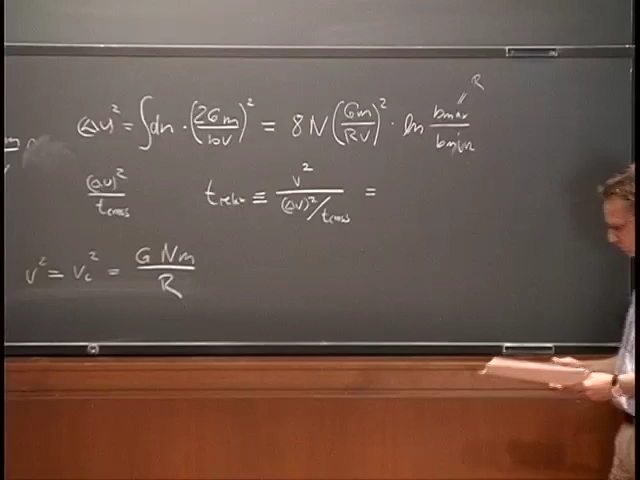 (Δv)² = ∫dn · (2Gm/bv)² = 8N (Gm/Rv)² · ln bmax/bmin
R
(Δv)²/tcross    trelax ≡ v²/((Δv)²/tcross) =
v² = vc² = GNm/R